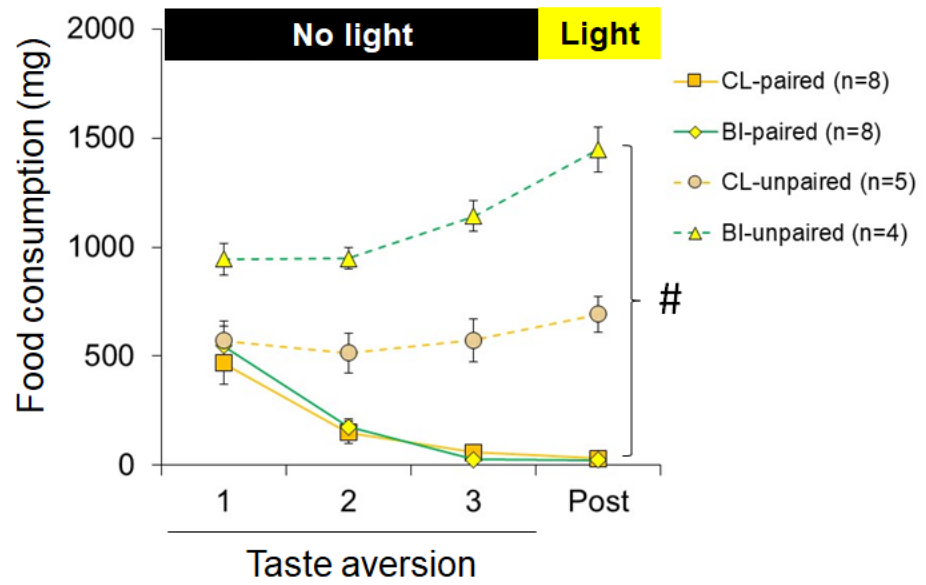 No light
Light
Food consumption (mg)
2000
1500
1000
500
0
1
2
3
Post
Taste aversion
CL-paired (n=8)
BI-paired (n=8)
CL-unpaired (n=5)
BI-unpaired (n=4)
#